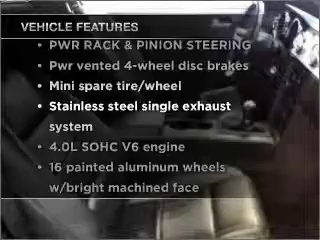 VEHICLE FEATURES
• PWR RACK & PINION STEERING
• Pwr vented 4-wheel disc brakes
• Mini spare tire/wheel
• Stainless steel single exhaust
system
• 4.0L SOHC V6 engine
• 16 painted aluminum wheels
w/bright machined face